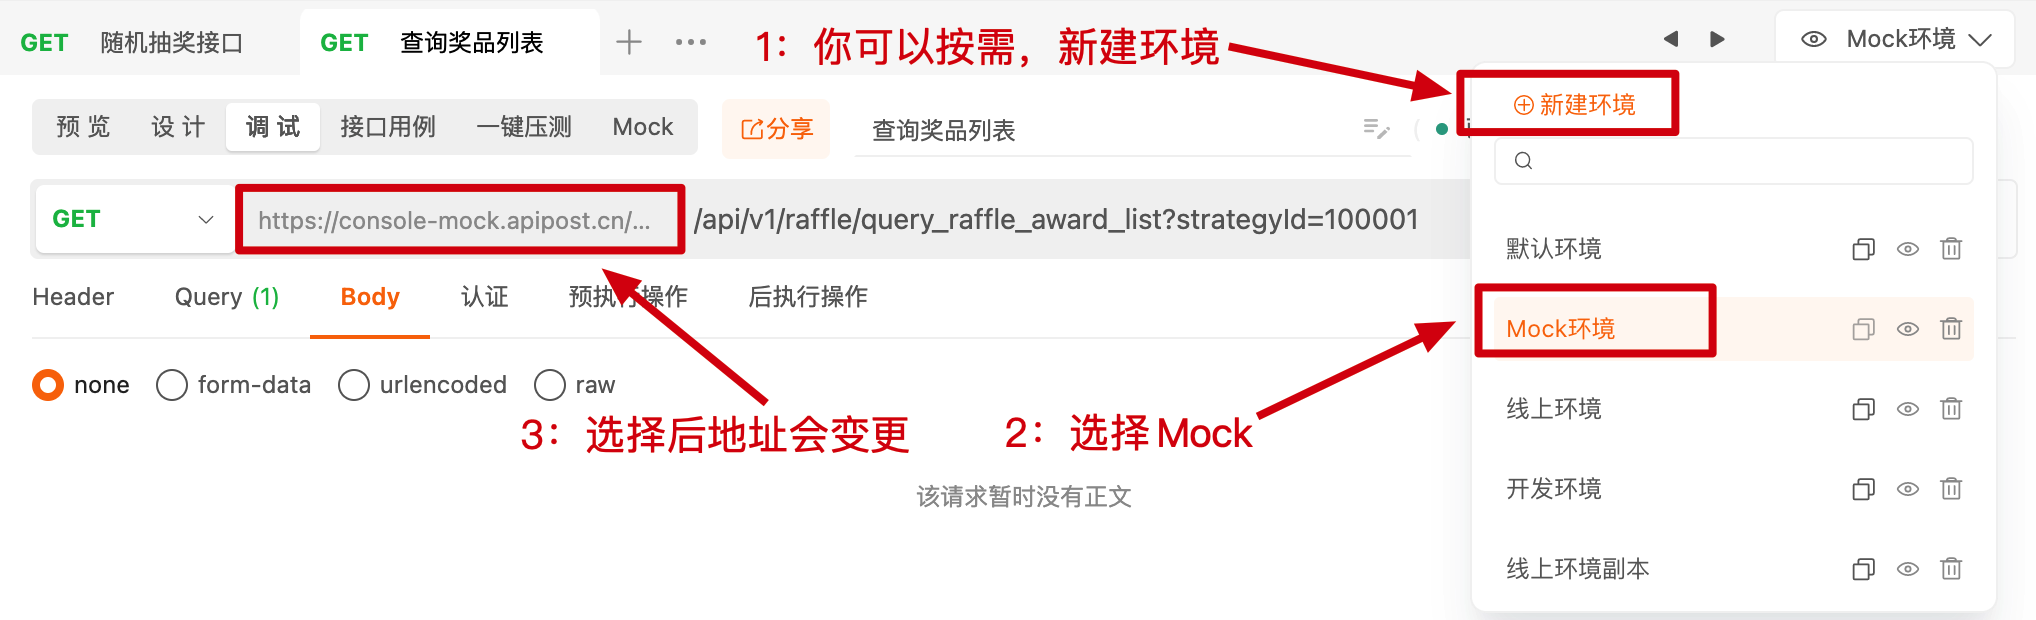 GET 随机抽奖接口
GET 查询奖品列表
1：你可以按需，新建环境
Mock环境
预 览 设 计 调 试 接口用例 一键压测 Mock
分享
查询奖品列表
新建环境
GET https://console-mock.apipost.cn/... /api/v1/raffle/query_raffle_award_list?strategyId=100001
默认环境
Header Query (1) Body 认证 预执行操作 后执行操作
Mock环境
none form-data urlencoded raw
线上环境
3：选择后地址会变更
2：选择Mock
该请求暂时没有正文
开发环境
线上环境副本